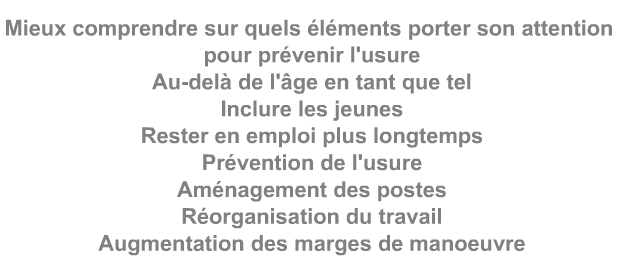 Mieux comprendre sur quels éléments porter son attention
pour prévenir l'usure
Au-delà de l'âge en tant que tel
Inclure les jeunes
Rester en emploi plus longtemps
Prévention de l'usure
Aménagement des postes
Réorganisation du travail
Augmentation des marges de manoeuvre